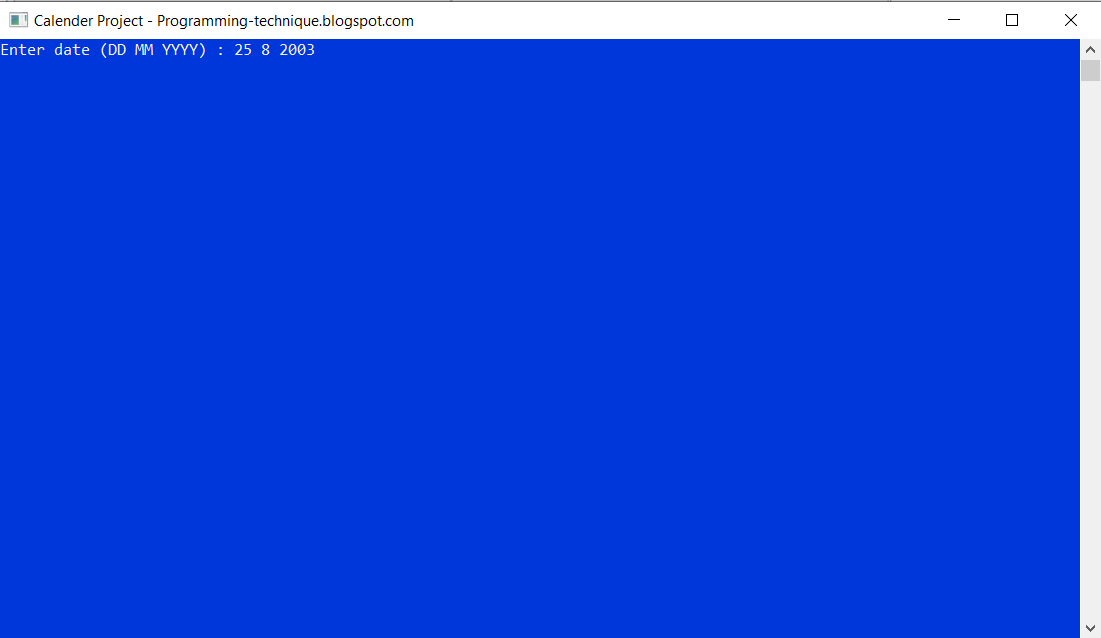 Calender Project - Programming-technique.blogspot.com
Enter date (DD MM YYYY) : 25 8 2003